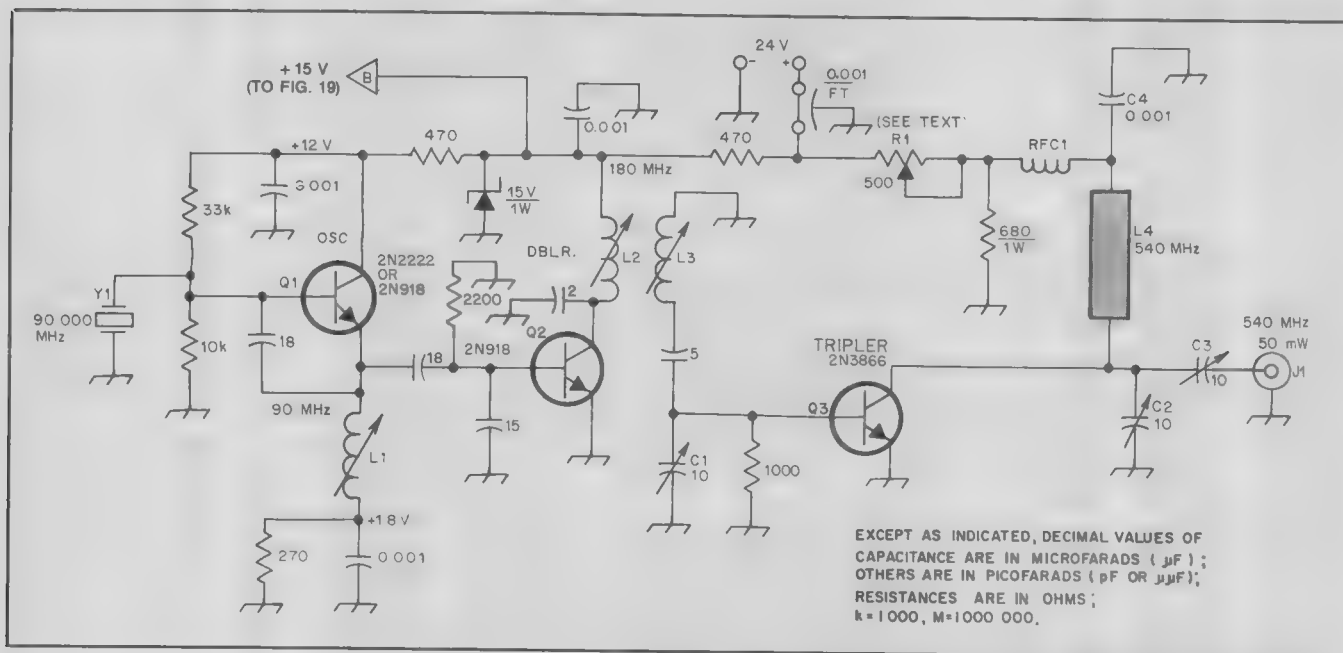 +15 V
(TO FIG. 19)
B
24 V
-
+
0.001
FT
C4
0.001
(SEE TEXT
R1
500
RFC1
+12 V
470
0.001
470
180 MHz
33k
0.001
15V
1W
680
1W
L4
540 MHz
OSC
2N2222
OR
2N918
Q1
DBLR.
L2
L3
Y1
90 000
MHz
2200
2
10k
18
18
2N918
Q2
5
TRIPLER
2N3866
540 MHz
50 mW
C3
10
J1
90 MHz
15
Q3
C2
10
L1
C1
10
1000
+1.8 V
270
0.001
EXCEPT AS INDICATED, DECIMAL VALUES OF
CAPACITANCE ARE IN MICROFARADS ( µF ) ;
OTHERS ARE IN PICOFARADS ( pF OR µµF);
RESISTANCES ARE IN OHMS ;
k = 1000, M=1000 000.